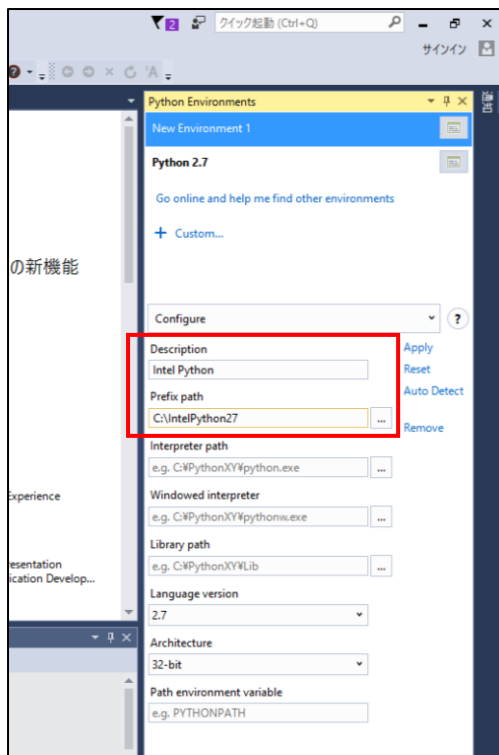 2
クイック起動 (Ctrl+Q)
サインイン
通知
Python Environments
New Environment 1
Python 2.7
Go online and help me find other environments
+ Custom...
の新機能
Configure
?
Description
Apply
Intel Python
Reset
Prefix path
Auto Detect
C:\IntelPython27
...
Remove
Interpreter path
e.g. C:¥PythonXY¥python.exe
...
Experience
Windowed interpreter
e.g. C:¥PythonXY¥pythonw.exe
...
Library path
resentation
e.g. C:¥PythonXY¥Lib
...
ication Develop...
Language version
2.7
Architecture
32-bit
Path environment variable
e.g. PYTHONPATH